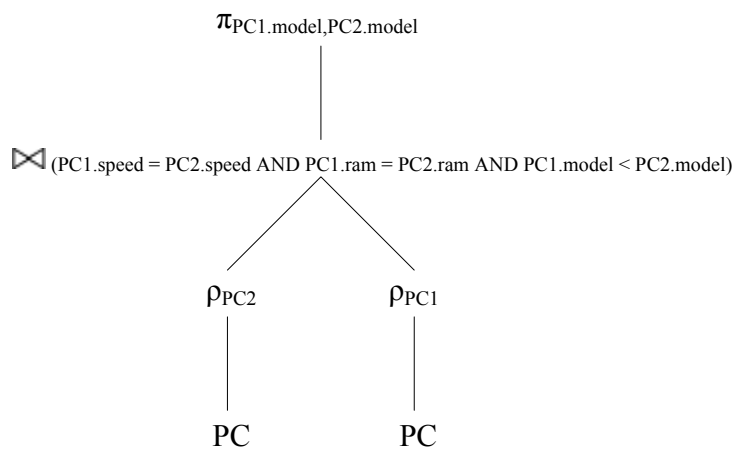 πPC1.model,PC2.model
⋈ (PC1.speed = PC2.speed AND PC1.ram = PC2.ram AND PC1.model < PC2.model)
ρPC2 ρPC1
PC PC